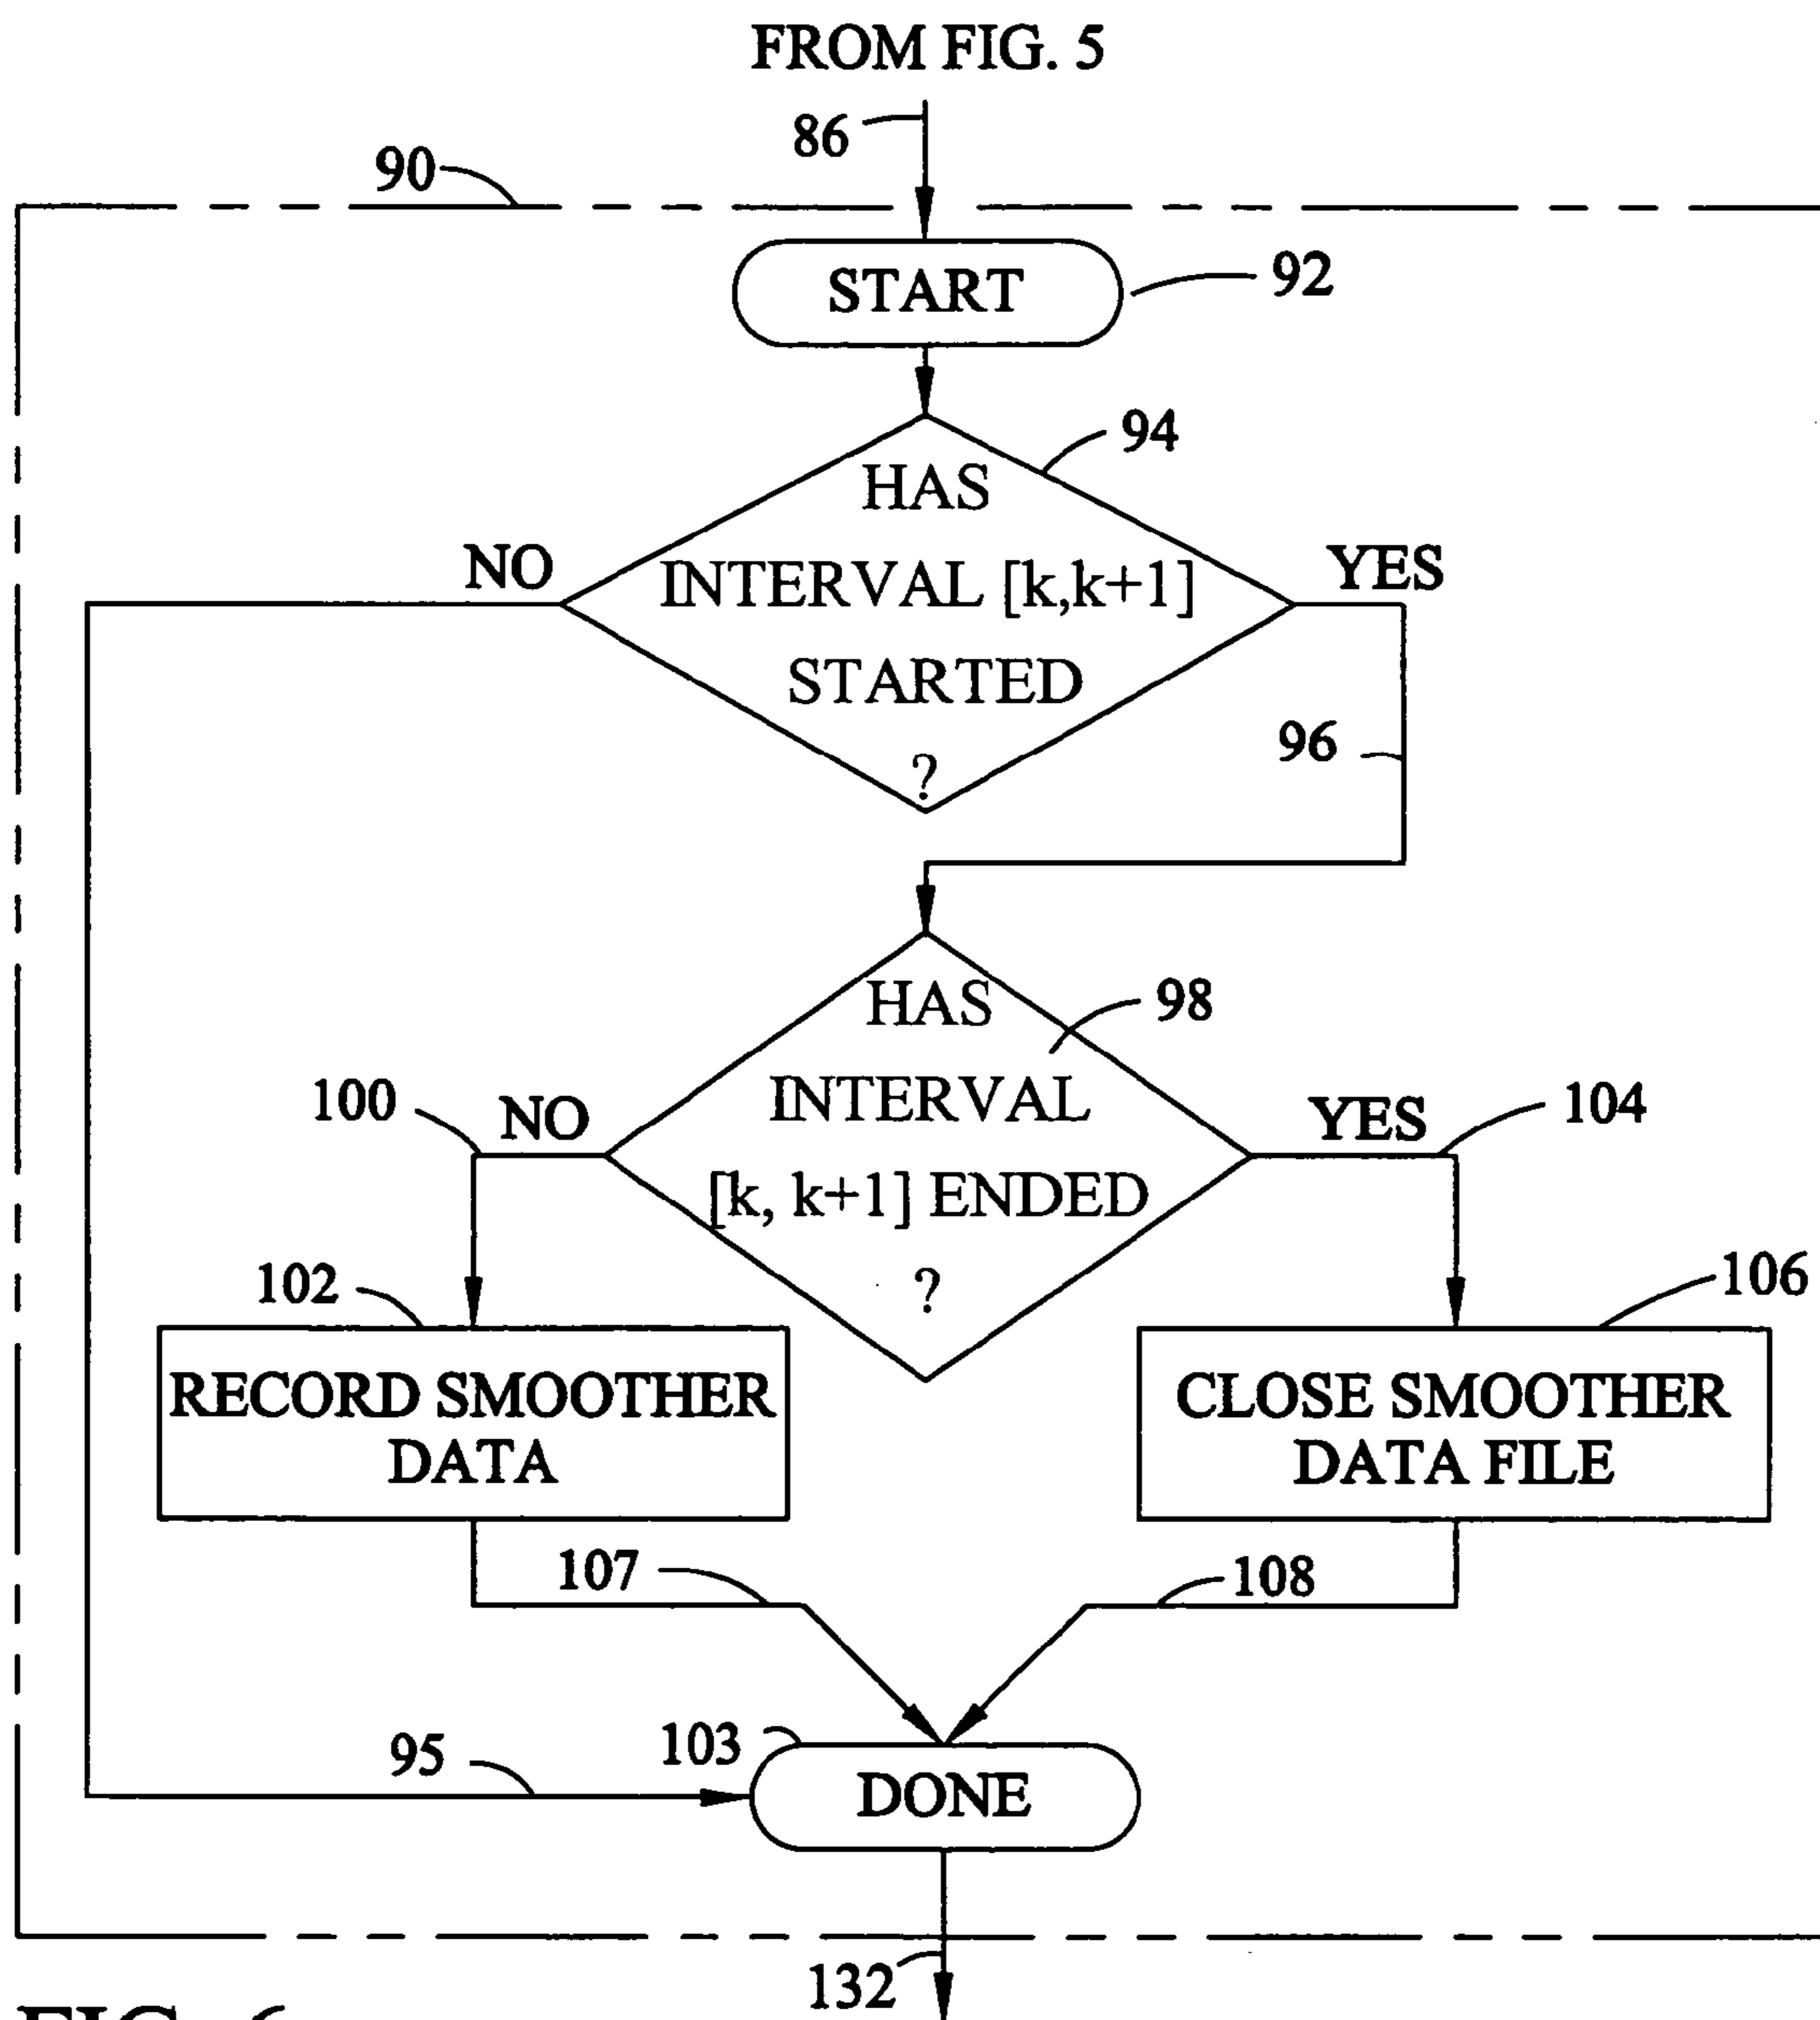 FROM FIG. 5
86
90
START
92
94
HAS
INTERVAL [k,k+1]
STARTED
?
NO
YES
96
HAS
INTERVAL
[k, k+1] ENDED
?
98
100
NO
YES
104
102
106
RECORD SMOOTHER
DATA
CLOSE SMOOTHER
DATA FILE
107
108
103
95
DONE
132
FIG. 6